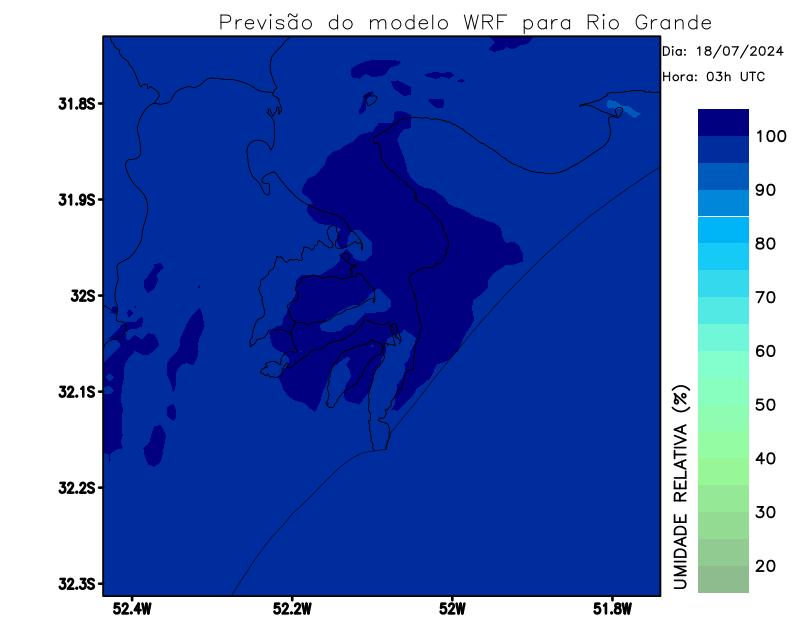 Previsão do modelo WRF para Rio Grande
Dia: 18/07/2024
Hora: 03h UTC
31.8S
31.9S
32S
32.1S
32.2S
32.3S
52.4W
52.2W
52W
51.8W
UMIDADE RELATIVA (%)
100
90
80
70
60
50
40
30
20